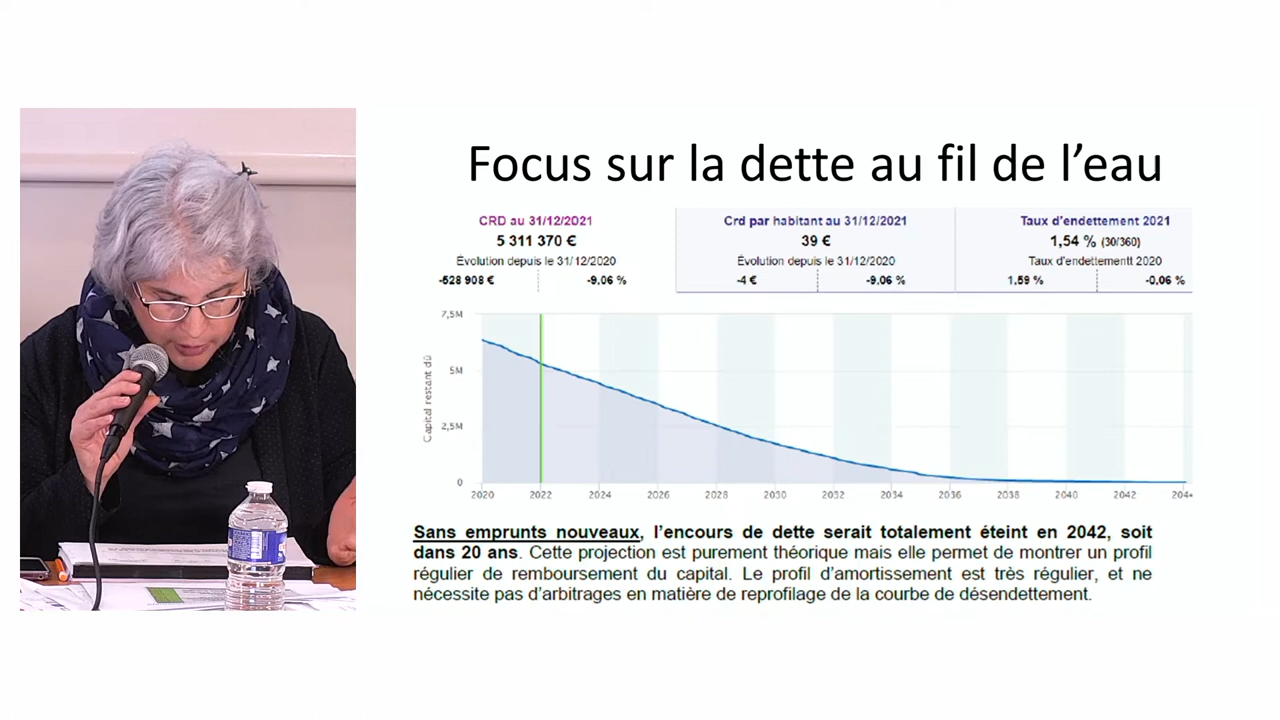 Focus sur la dette au fil de l’eau
CRD au 31/12/2021
5 311 370 €
Évolution depuis le 31/12/2020
-528 908 €
-9,06 %
Crd par habitant au 31/12/2021
39 €
Évolution depuis le 31/12/2020
-4 €
-9,06 %
Taux d’endettement 2021
1,54 % (30/360)
Taux d’endettementt 2020
1,59 %
-0,06 %
Capital restant dû
7,5M
5M
2,5M
0
2020 2022 2024 2026 2028 2030 2032 2034 2036 2038 2040 2042 204+
Sans emprunts nouveaux, l’encours de dette serait totalement éteint en 2042, soit
dans 20 ans. Cette projection est purement théorique mais elle permet de montrer un profil
régulier de remboursement du capital. Le profil d’amortissement est très régulier, et ne
nécessite pas d’arbitrages en matière de reprofilage de la courbe de désendettement.